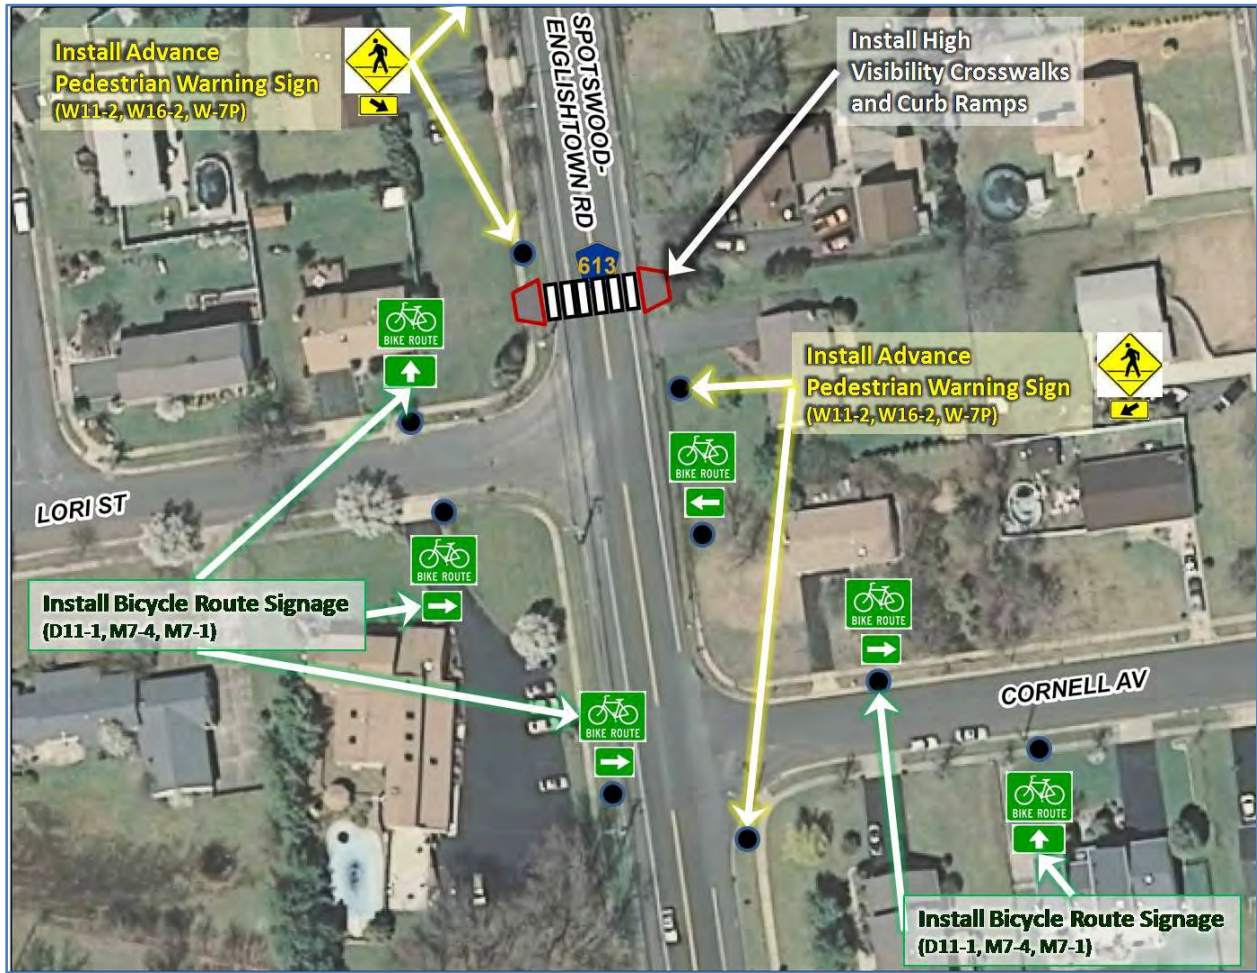 Install Advance
Pedestrian Warning Sign
(W11-2, W16-2, W-7P)
SPOTSWOOD-
ENGLISHTOWN RD
Install High
Visibility Crosswalks
and Curb Ramps
613
BIKE ROUTE
Install Advance
Pedestrian Warning Sign
(W11-2, W16-2, W-7P)
BIKE ROUTE
LORI ST
BIKE ROUTE
Install Bicycle Route Signage
(D11-1, M7-4, M7-1)
BIKE ROUTE
CORNELL AV
BIKE ROUTE
BIKE ROUTE
Install Bicycle Route Signage
(D11-1, M7-4, M7-1)